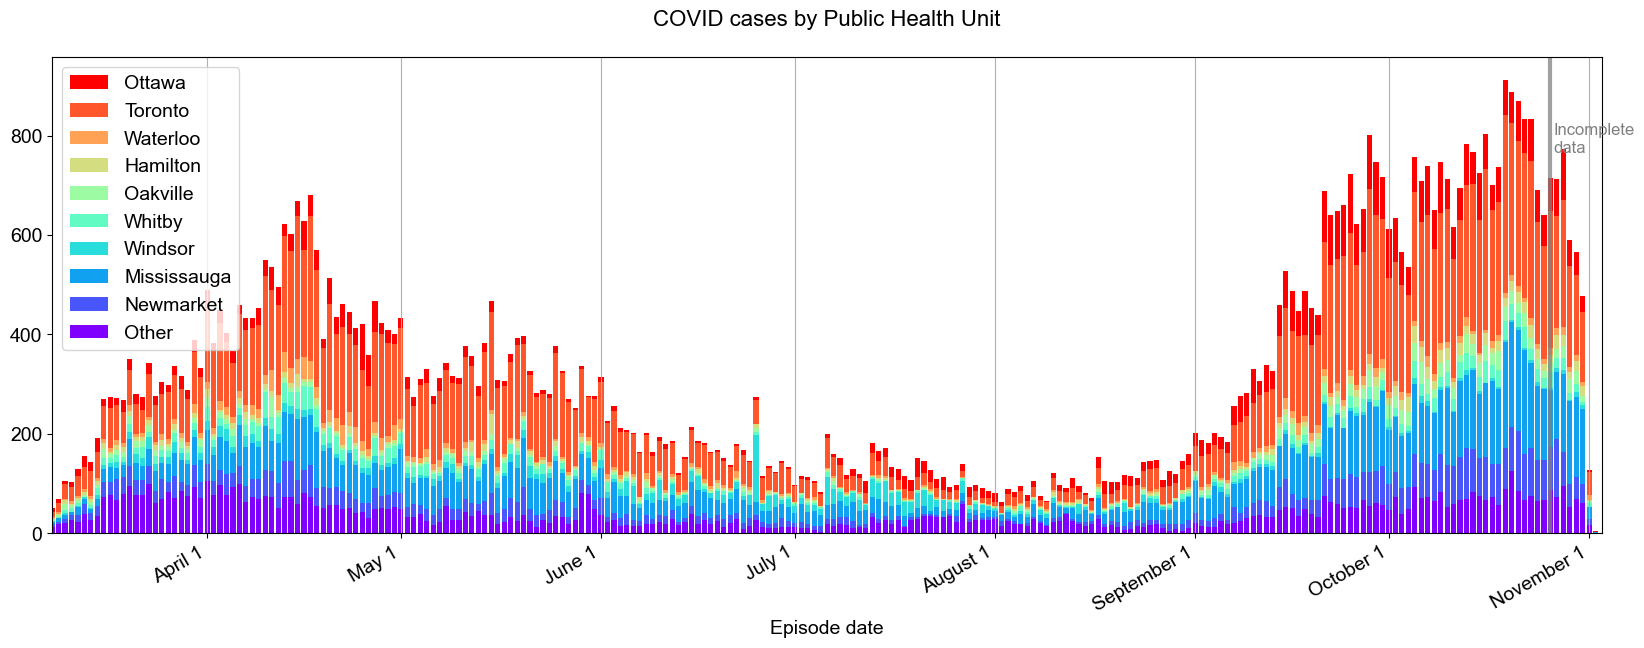 COVID cases by Public Health Unit
Ottawa
Toronto
Waterloo
Hamilton
Oakville
Whitby
Windsor
Mississauga
Newmarket
Other
Incomplete
data
800
600
400
200
0
April 1
May 1
June 1
July 1
August 1
September 1
October 1
November 1
Episode date